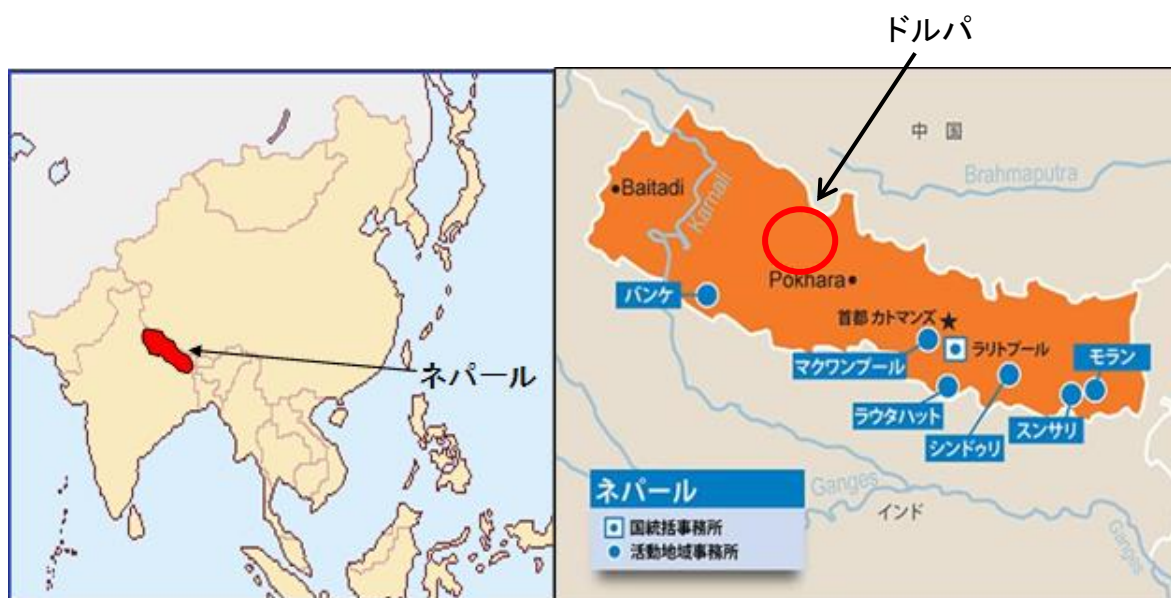 ドルパ
ネパール
中国
Brahmaputra
Baitadi
Karnali
Pokhara
バンケ
首都 カトマンズ
ラリトプール
マクワンプール
モラン
ラウタハット
スンサリ
シンドゥリ
Ganges
インド
Ganges
ネパール
国統括事務所
活動地域事務所